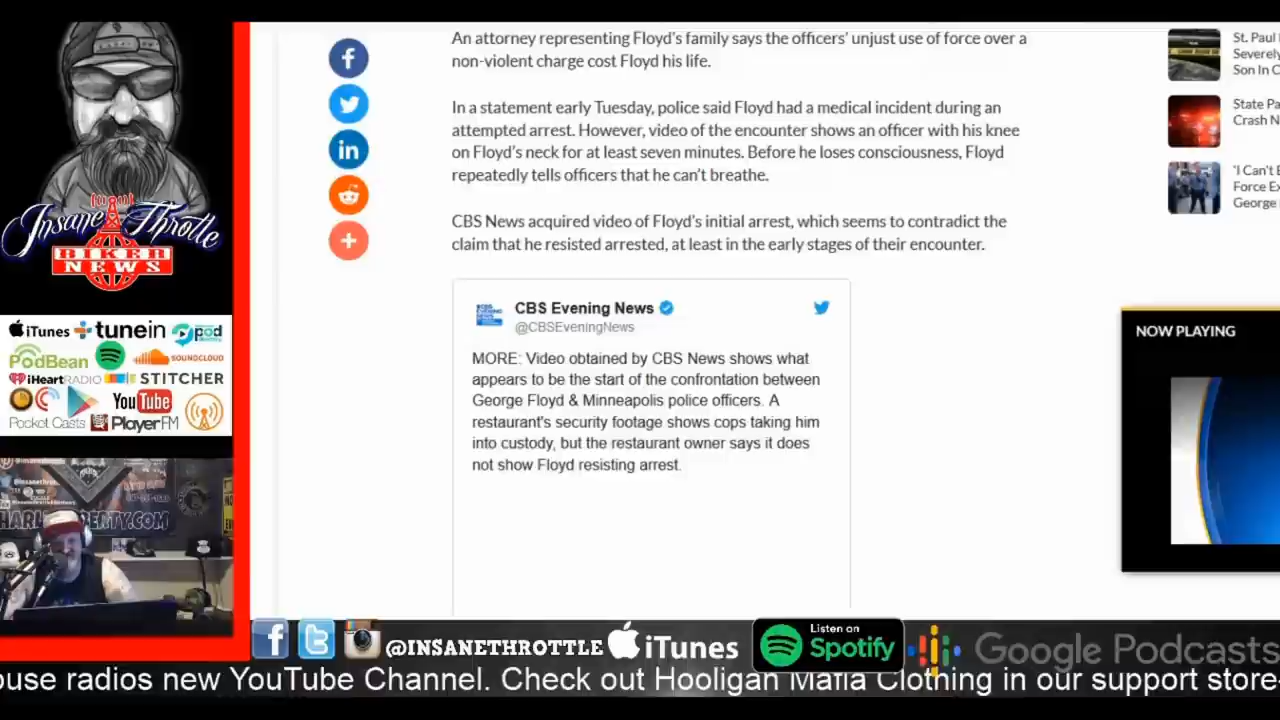 An attorney representing Floyd's family says the officers' unjust use of force over a
non-violent charge cost Floyd his life.
In a statement early Tuesday, police said Floyd had a medical incident during an
attempted arrest. However, video of the encounter shows an officer with his knee
on Floyd's neck for at least seven minutes. Before he loses consciousness, Floyd
repeatedly tells officers that he can't breathe.
CBS News acquired video of Floyd's initial arrest, which seems to contradict the
claim that he resisted arrested, at least in the early stages of their encounter.
CBS Evening News
@CBSEveningNews
MORE: Video obtained by CBS News shows what
appears to be the start of the confrontation between
George Floyd & Minneapolis police officers. A
restaurant's security footage shows cops taking him
into custody, but the restaurant owner says it does
not show Floyd resisting arrest.
St. Paul
Severely
Son In C
State Pa
Crash N
'I Can't B
Force Ex
George
NOW PLAYING
Insane Throttle
BIKER
NEWS
iTunes tunein pod
PodBean SOUNDCLOUD
iHeartRADIO STITCHER
YouTube
Pocket Casts PlayerFM
@INSANETHROTTLE iTunes Listen on Spotify Google Podcasts
ouse radios new YouTube Channel. Check out Hooligan Mafia Clothing in our support store-